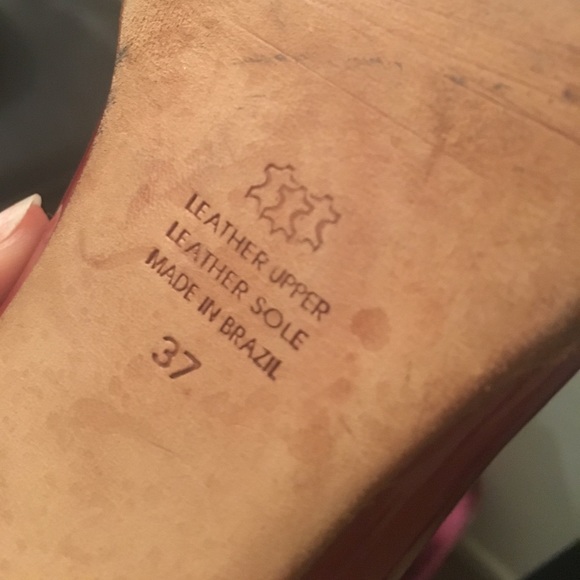 LEATHER UPPER
LEATHER SOLE
MADE IN BRAZIL
37